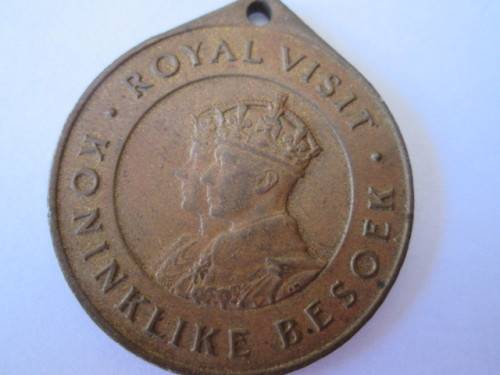 · ROYAL VISIT ·
KONINKLIKE BESOEK